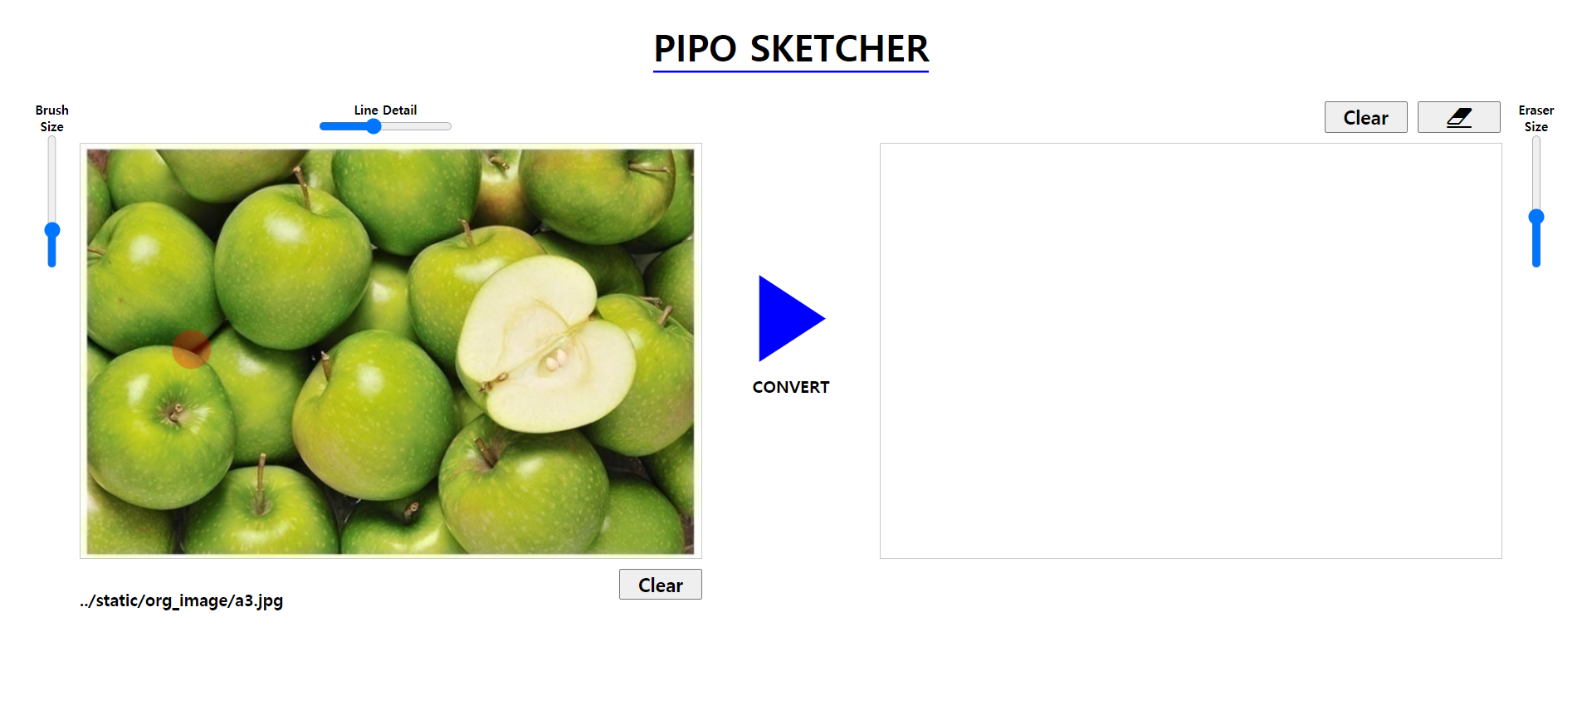 PIPO SKETCHER
Brush
Size
Line Detail
Clear
Eraser
Size
CONVERT
Clear
../static/org_image/a3.jpg